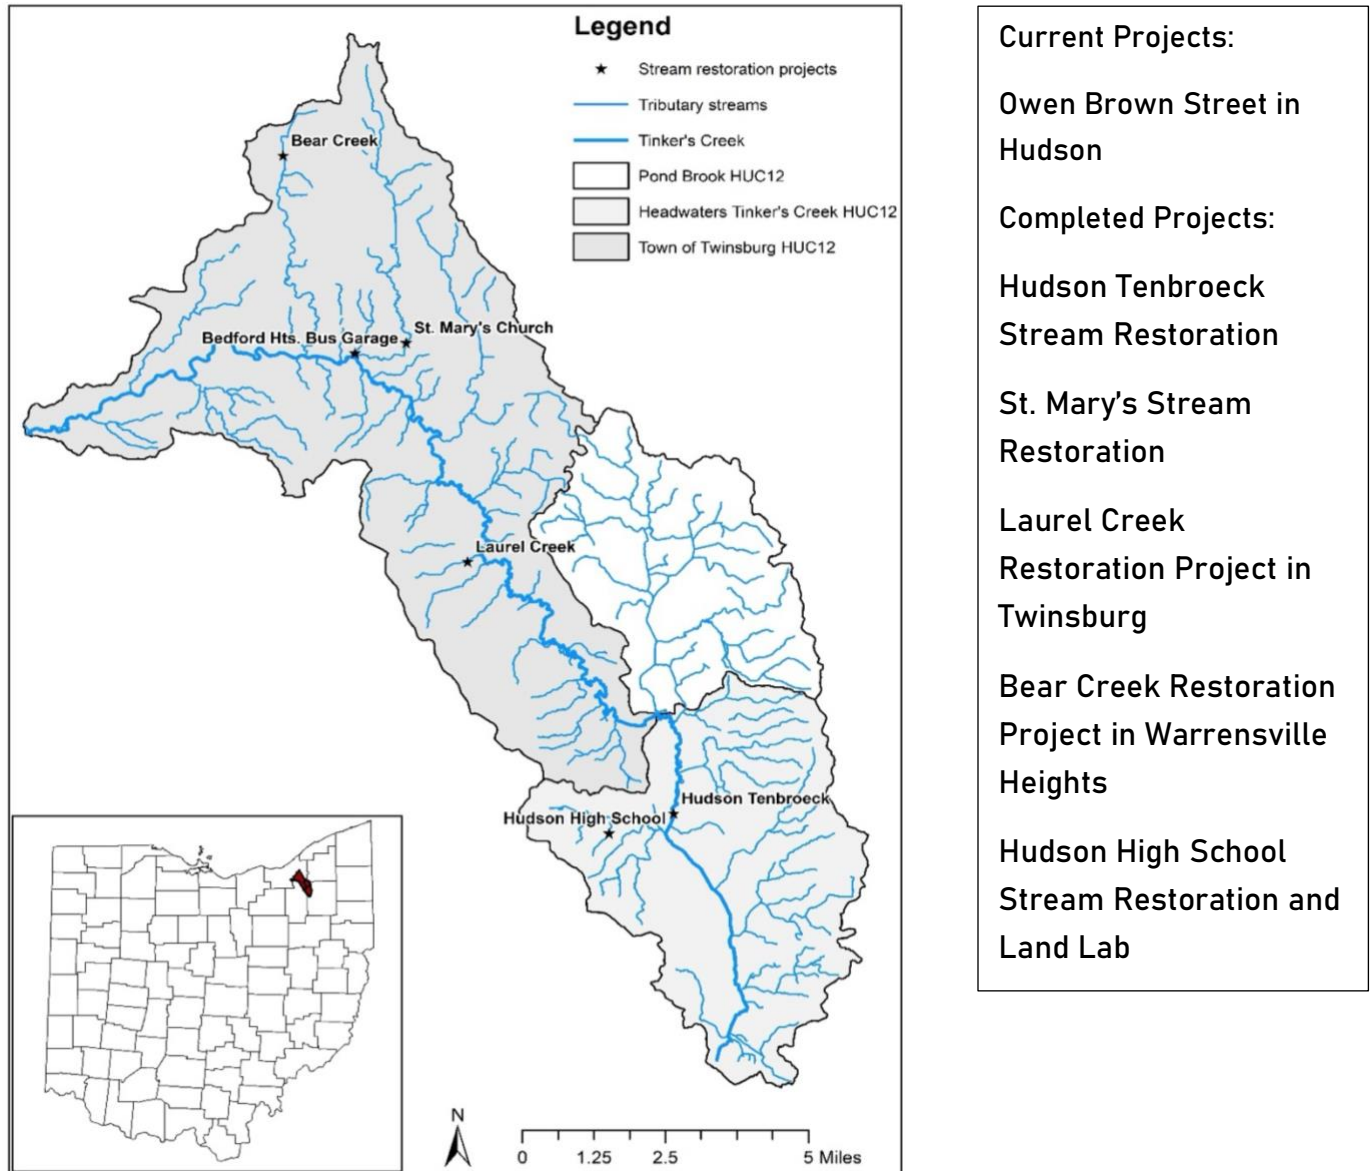 Legend
Stream restoration projects
Tributary streams
Tinker's Creek
Pond Brook HUC12
Headwaters Tinker's Creek HUC12
Town of Twinsburg HUC12
Bear Creek
St. Mary's Church
Bedford Hts. Bus Garage
Laurel Creek
Hudson Tenbroeck
Hudson High School
N
0 1.25 2.5 5 Miles
Current Projects:
Owen Brown Street in
Hudson
Completed Projects:
Hudson Tenbroeck
Stream Restoration
St. Mary’s Stream
Restoration
Laurel Creek
Restoration Project in
Twinsburg
Bear Creek Restoration
Project in Warrensville
Heights
Hudson High School
Stream Restoration and
Land Lab